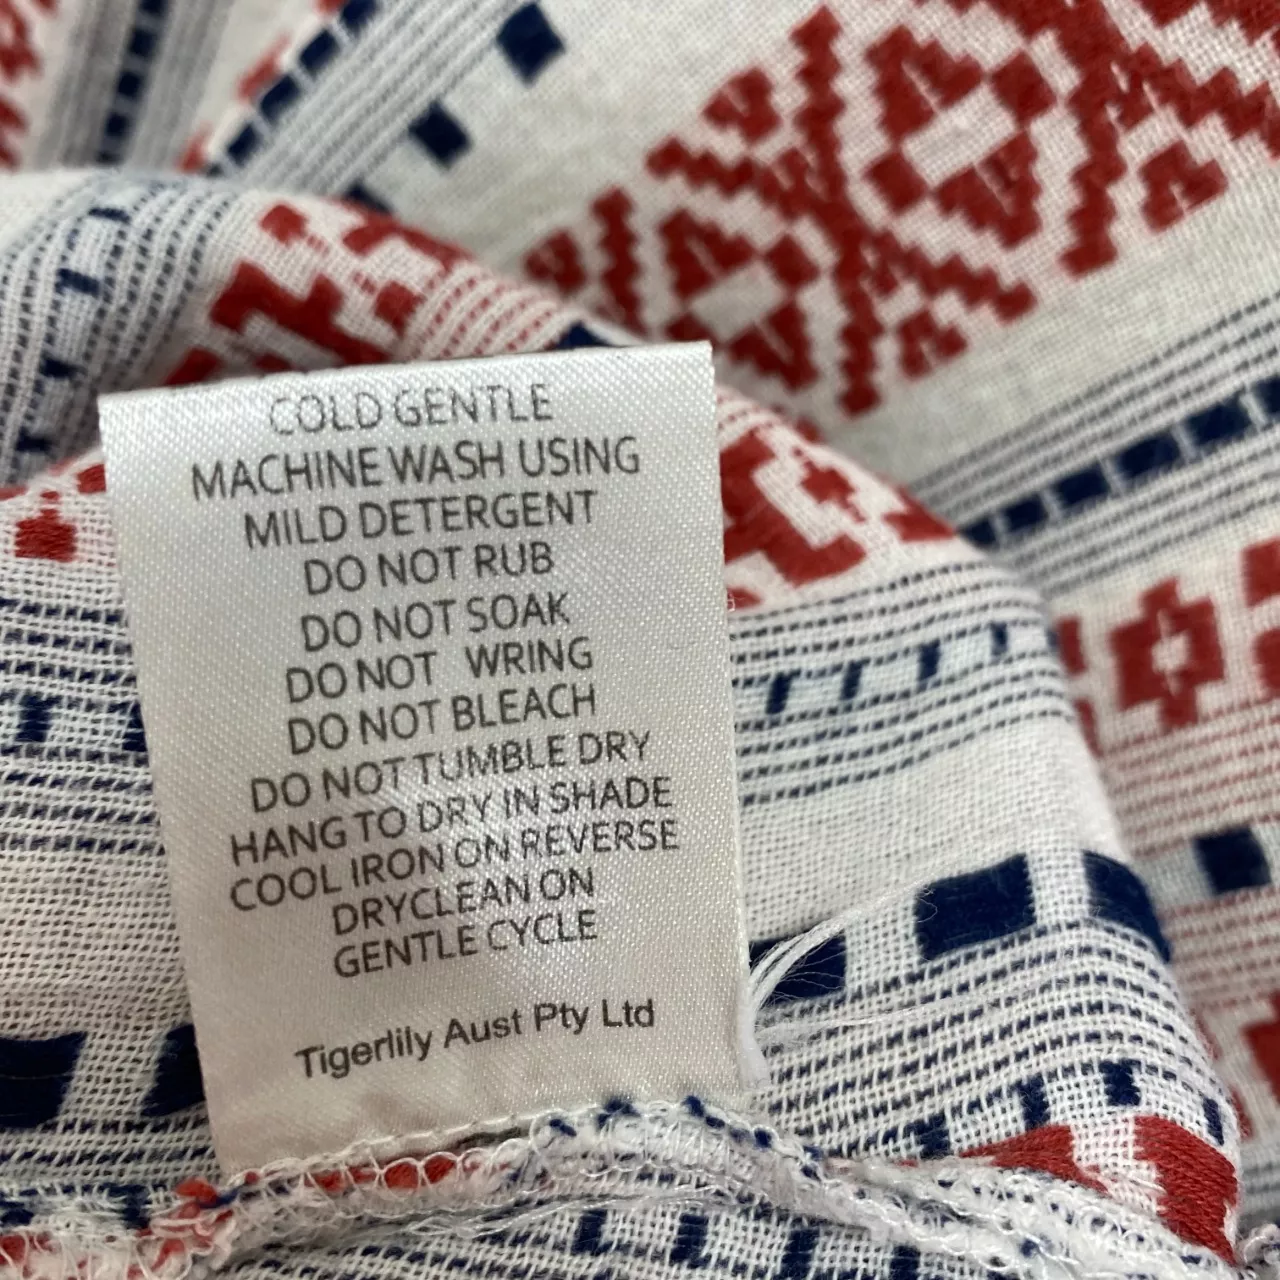 COLD GENTLE
MACHINE WASH USING
MILD DETERGENT
DO NOT RUB
DO NOT SOAK
DO NOT WRING
DO NOT BLEACH
DO NOT TUMBLE DRY
HANG TO DRY IN SHADE
COOL IRON ON REVERSE
DRYCLEAN ON
GENTLE CYCLE
Tigerlily Aust Pty Ltd